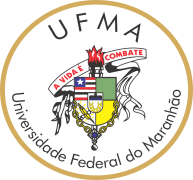 UFMA
A VIDA É COMBATE
Universidade Federal do Maranhão